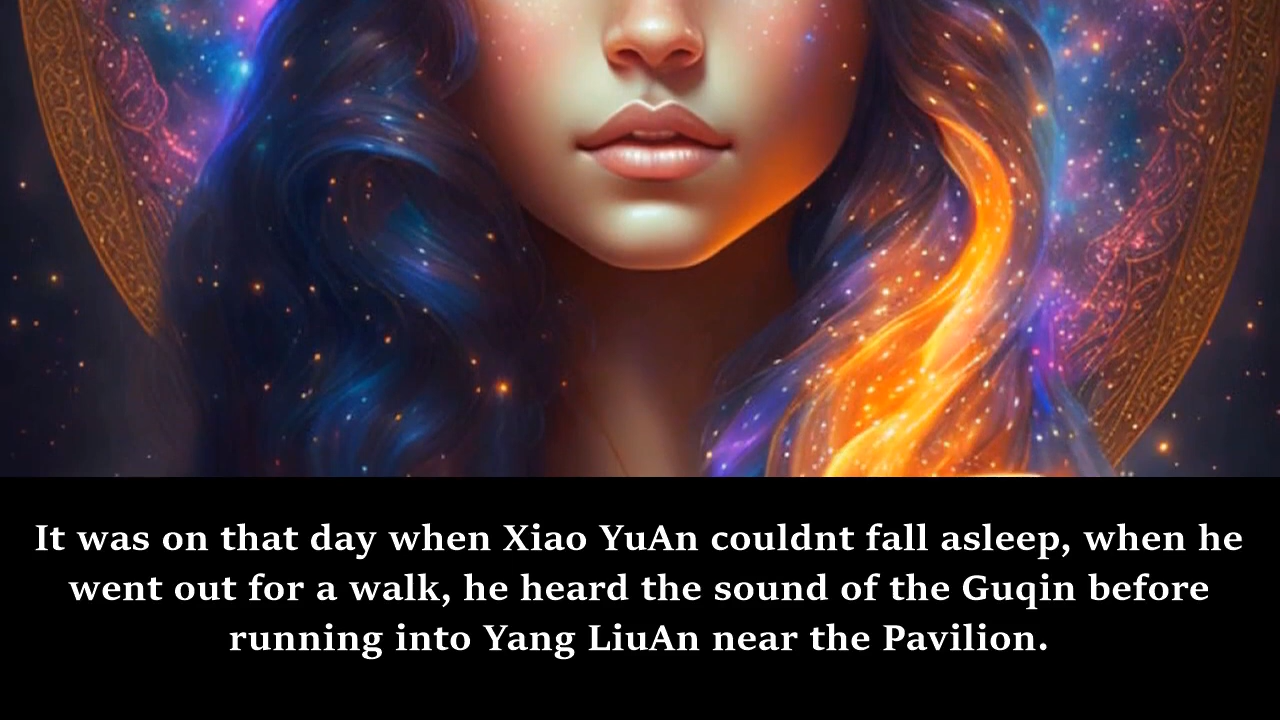 It was on that day when Xiao YuAn couldnt fall asleep, when he
went out for a walk, he heard the sound of the Guqin before
running into Yang LiuAn near the Pavilion.